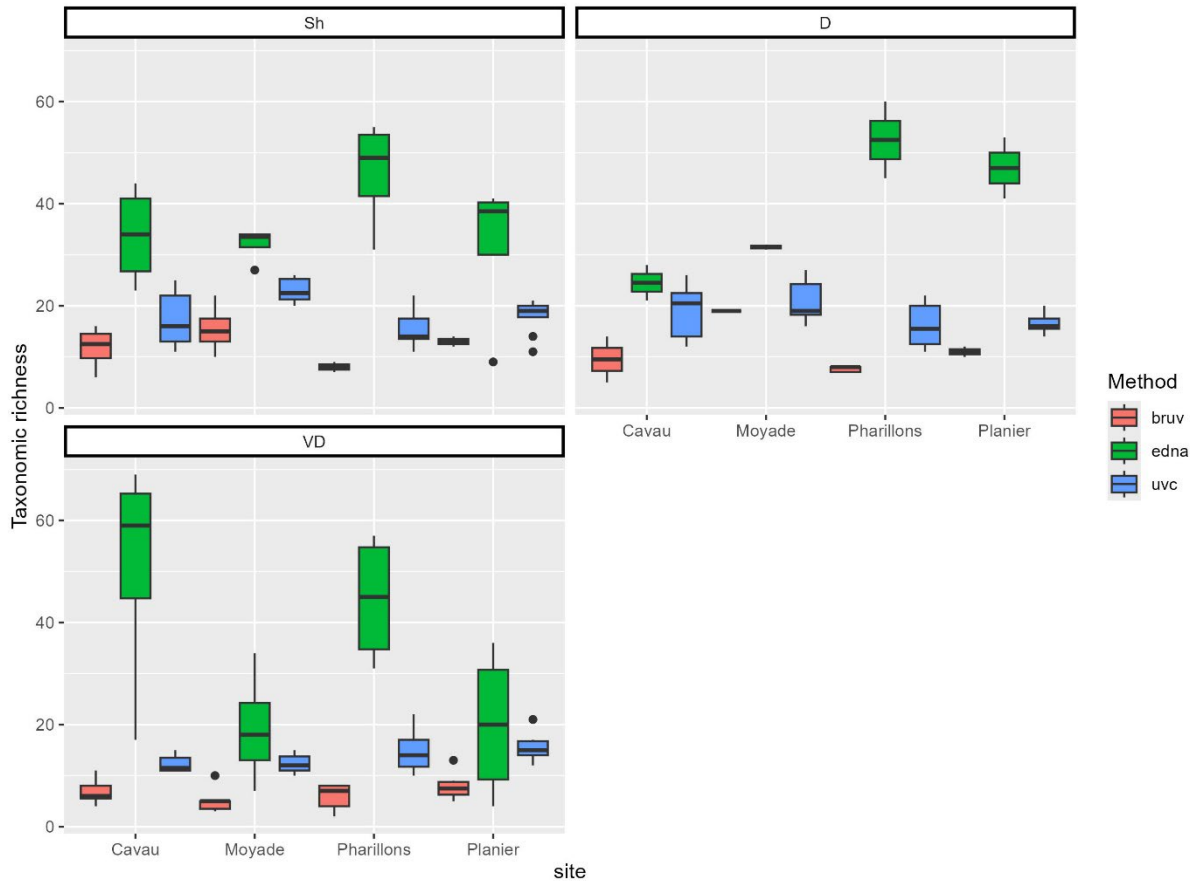 Sh
D
60
40
20
0
Cavau Moyade Pharillons Planier
VD
60
40
20
0
Cavau Moyade Pharillons Planier
Taxonomic richness
site
Method
bruv
edna
uvc